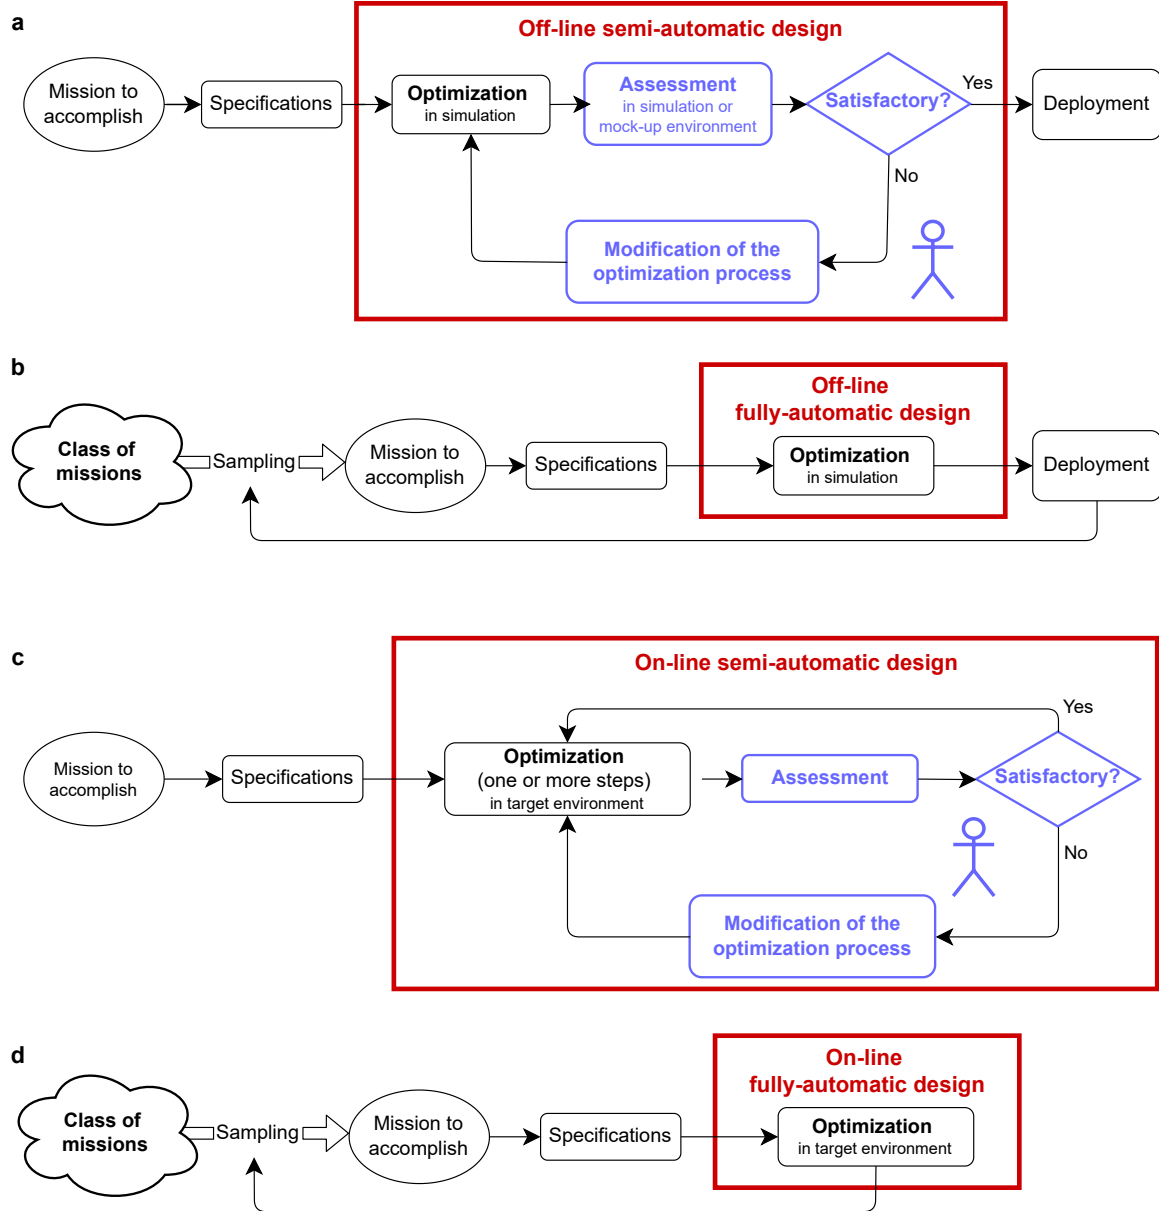 a
Off-line semi-automatic design
Mission to
accomplish
Specifications
Optimization
in simulation
Assessment
in simulation or
mock-up environment
Satisfactory?
Yes
Deployment
No
Modification of the
optimization process
b
Off-line
fully-automatic design
Class of
missions
Sampling
Mission to
accomplish
Specifications
Optimization
in simulation
Deployment
c
On-line semi-automatic design
Yes
Mission to
accomplish
Specifications
Optimization
(one or more steps)
in target environment
Assessment
Satisfactory?
No
Modification of the
optimization process
d
On-line
fully-automatic design
Class of
missions
Sampling
Mission to
accomplish
Specifications
Optimization
in target environment